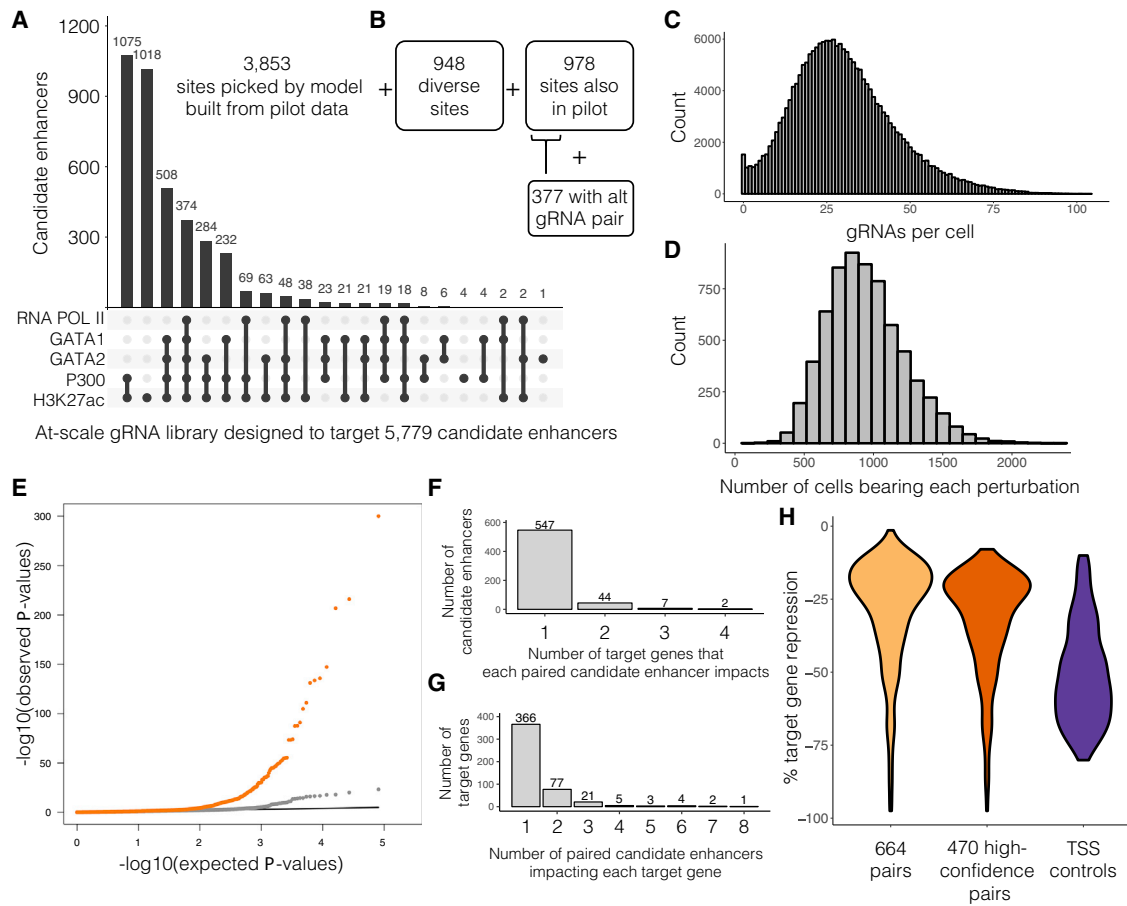 A
1200
900
600
300
Candidate enhancers
1075
1018
508
374
284
232
69
63
48
38
23
21
21
19
18
8
6
4
4
2
2
1
RNA POL II
GATA1
GATA2
P300
H3K27ac
B
3,853
sites picked by model
built from pilot data
+
948
diverse
sites
+
978
sites also
in pilot
+
377 with alt
gRNA pair
At-scale gRNA library designed to target 5,779 candidate enhancers
C
Count
6000
4000
2000
0
0
25
50
75
100
gRNAs per cell
D
Count
750
500
250
0
0
500
1000
1500
2000
Number of cells bearing each perturbation
E
-log10(observed P-values)
300
250
200
150
100
50
0
0
1
2
3
4
5
-log10(expected P-values)
F
Number of
candidate enhancers
600
400
200
0
547
44
7
2
1
2
3
4
Number of target genes that
each paired candidate enhancer impacts
G
Number of
target genes
400
300
200
100
0
366
77
21
5
3
4
2
1
1
2
3
4
5
6
7
8
Number of paired candidate enhancers
impacting each target gene
H
% target gene repression
0
−25
−50
−75
−100
664
pairs
470 high-
confidence
pairs
TSS
controls